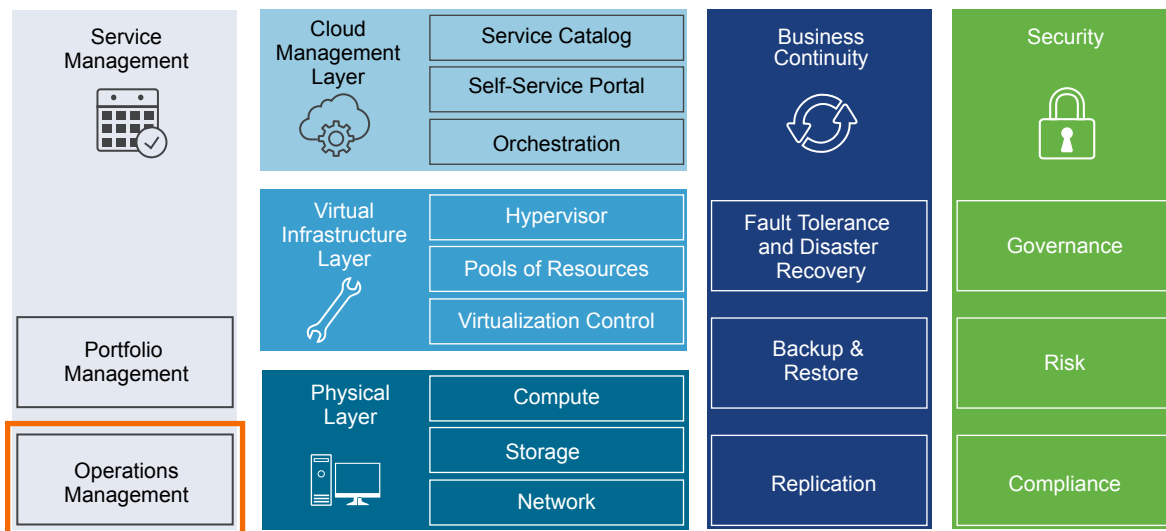 Service
Management
Portfolio
Management
Operations
Management
Cloud
Management
Layer
Service Catalog
Self-Service Portal
Orchestration
Virtual
Infrastructure
Layer
Hypervisor
Pools of Resources
Virtualization Control
Physical
Layer
Compute
Storage
Network
Business
Continuity
Fault Tolerance
and Disaster
Recovery
Backup &
Restore
Replication
Security
Governance
Risk
Compliance